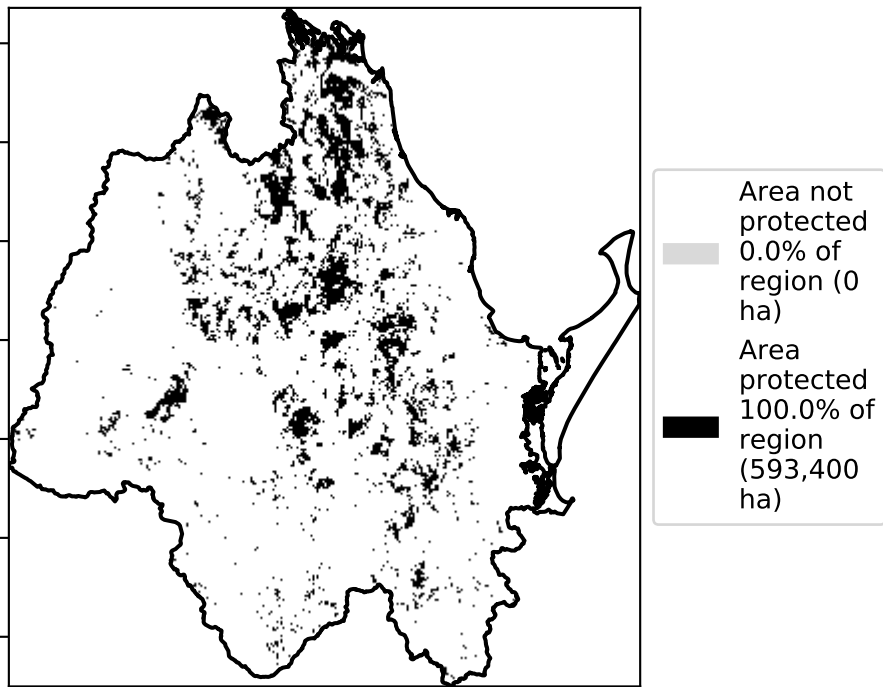 Area not
protected
0.0% of
region (0
ha)
Area
protected
100.0% of
region
(593,400
ha)